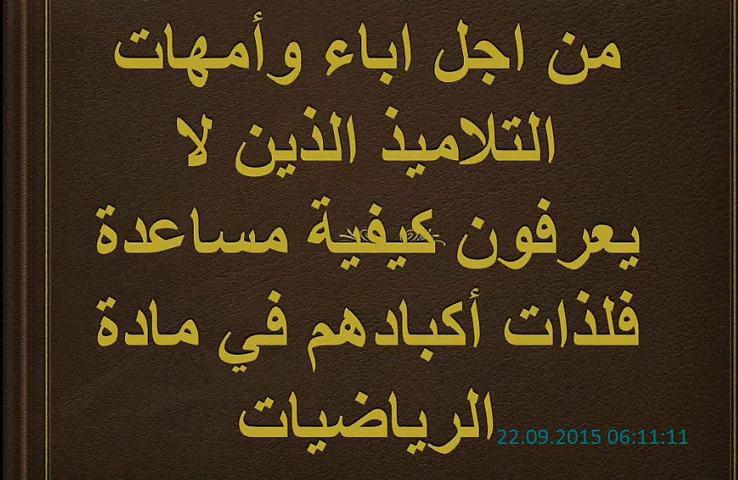 من اجل اباء وأمهات
التلاميذ الذين لا
يعرفون كيفية مساعدة
فلذات أكبادهم في مادة
الرياضيات
22.09.2015 06:11:11